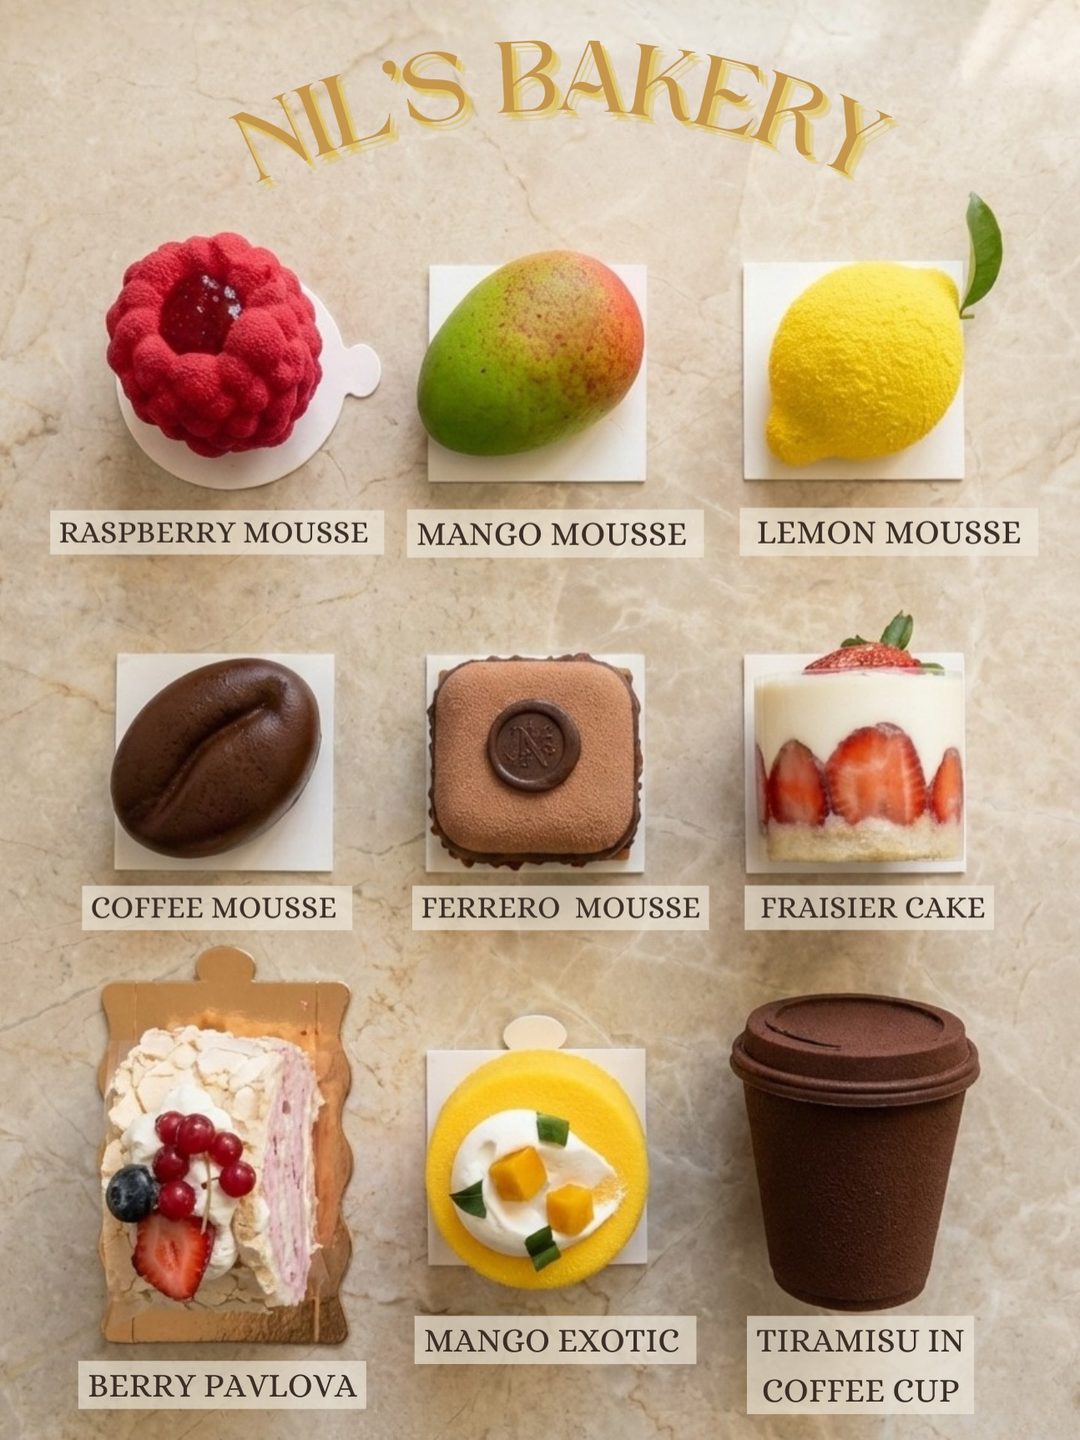 NIL'S BAKERY
RASPBERRY MOUSSE
MANGO MOUSSE
LEMON MOUSSE
COFFEE MOUSSE
FERRERO  MOUSSE
FRAISIER CAKE
BERRY PAVLOVA
MANGO EXOTIC
TIRAMISU IN
COFFEE CUP